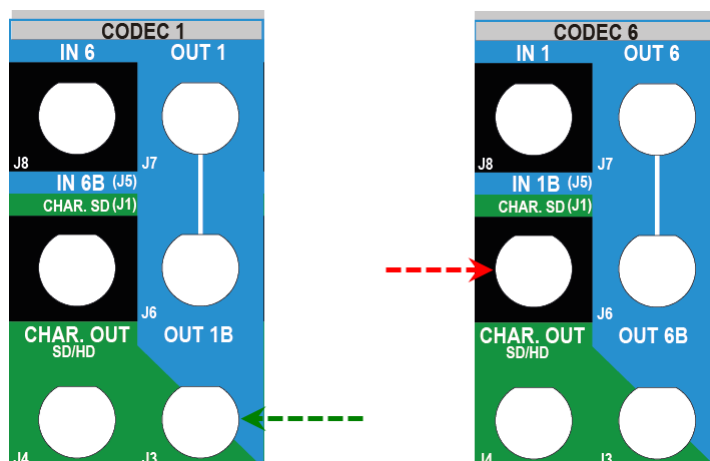 CODEC 1
IN 6 OUT 1
J8 J7
IN 6B (J5)
CHAR. SD (J1)
J6
CHAR. OUT OUT 1B
SD/HD
J4 J3
CODEC 6
IN 1 OUT 6
J8 J7
IN 1B (J5)
CHAR. SD (J1)
J6
CHAR. OUT OUT 6B
SD/HD
J4 J3